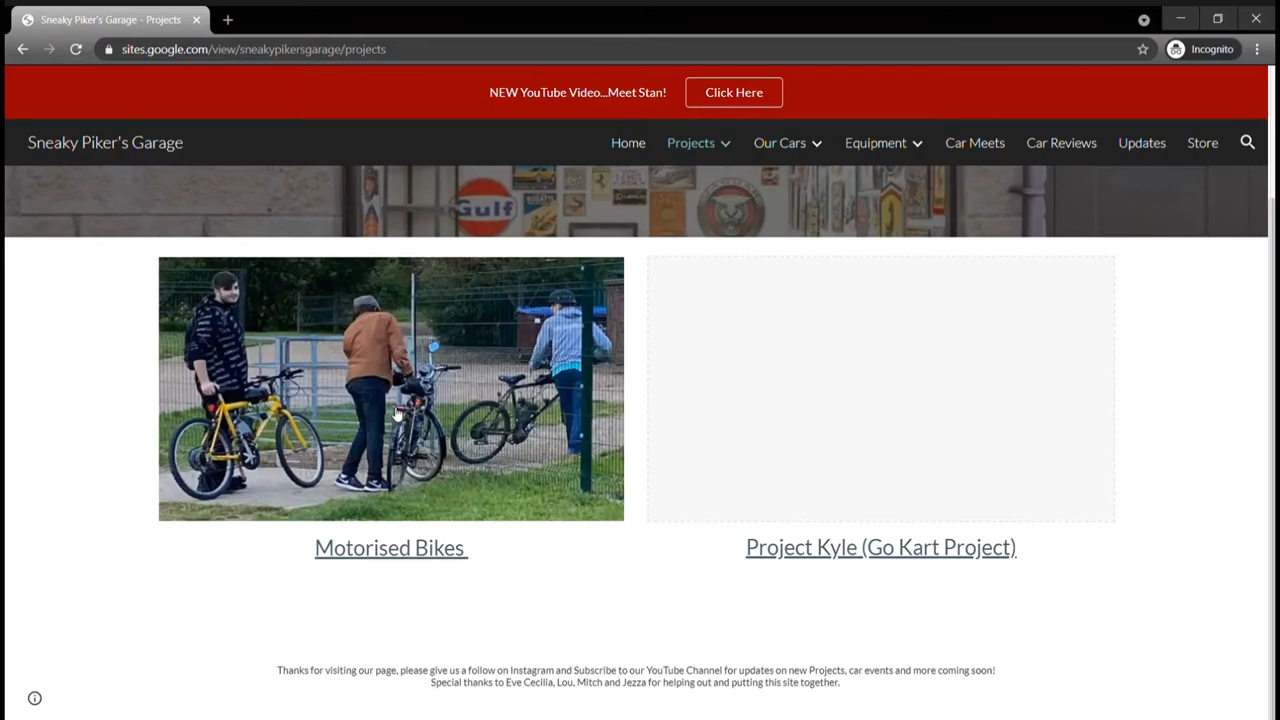 Sneaky Piker's Garage - Projects
sites.google.com/view/sneakypikersgarage/projects
Incognito
NEW YouTube Video...Meet Stan!
Click Here
Sneaky Piker's Garage
Home
Projects
Our Cars
Equipment
Car Meets
Car Reviews
Updates
Store
Gulf
Motorised Bikes
Project Kyle (Go Kart Project)
Thanks for visiting our page, please give us a follow on Instagram and Subscribe to our YouTube Channel for updates on new Projects, car events and more coming soon!
Special thanks to Eve Cecilia, Lou, Mitch and Jezza for helping out and putting this site together.